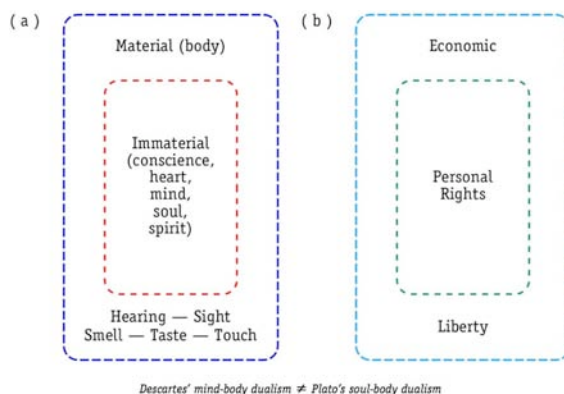 (a)
Material (body)
Immaterial
(conscience,
heart,
mind,
soul,
spirit)
Hearing — Sight
Smell — Taste — Touch
(b)
Economic
Personal
Rights
Liberty
Descartes' mind-body dualism ≠ Plato's soul-body dualism